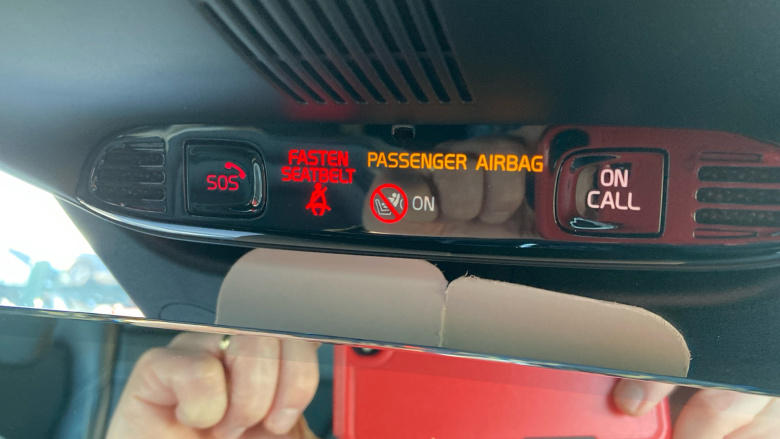 SOS
FASTEN
SEATBELT
PASSENGER AIRBAG
ON
ON
CALL